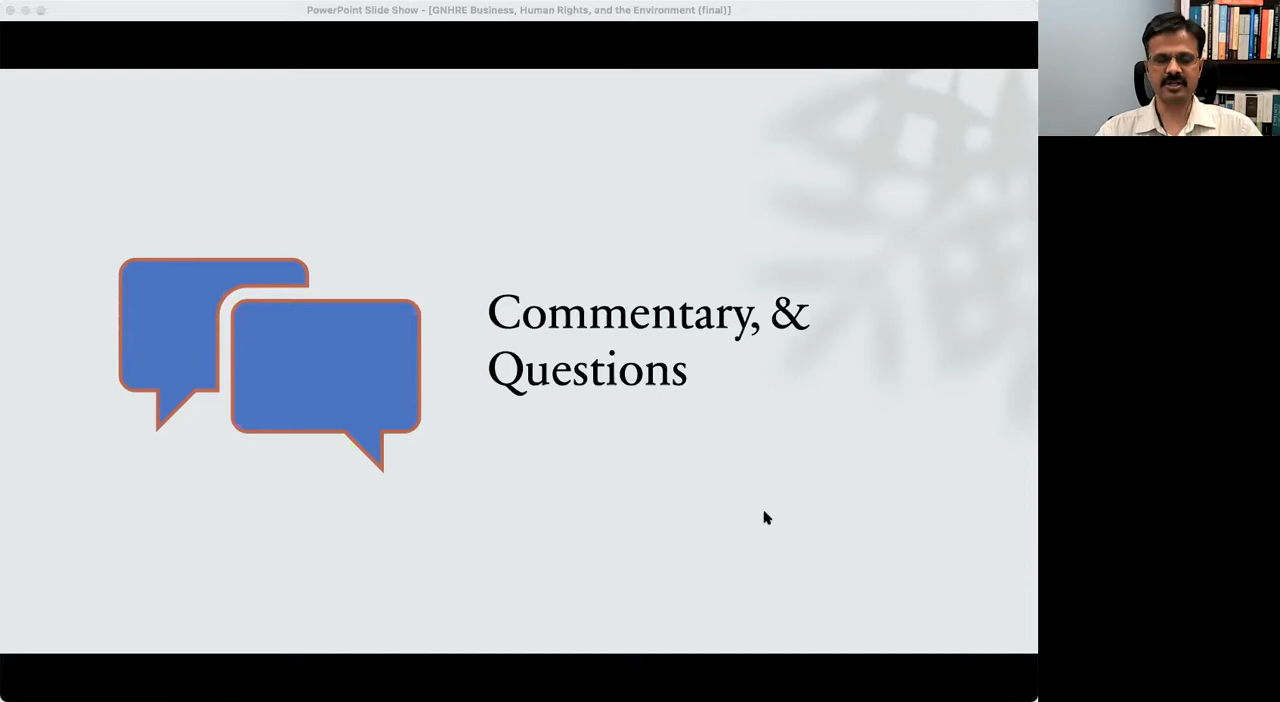 PowerPoint Slide Show - [GNHRE Business, Human Rights, and the Environment (final)]
Commentary, &
Questions